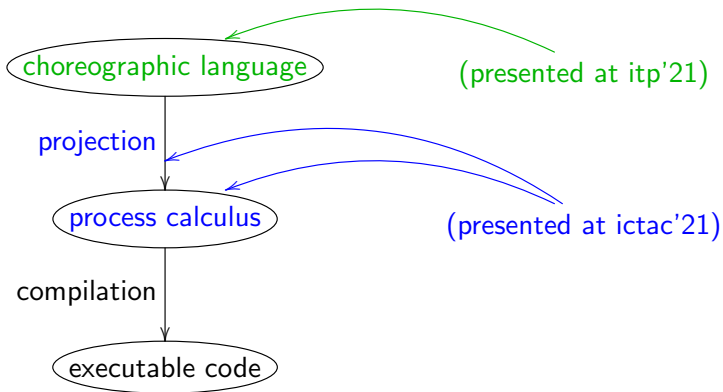 choreographic language
(presented at itp'21)
projection
process calculus
(presented at ictac'21)
compilation
executable code